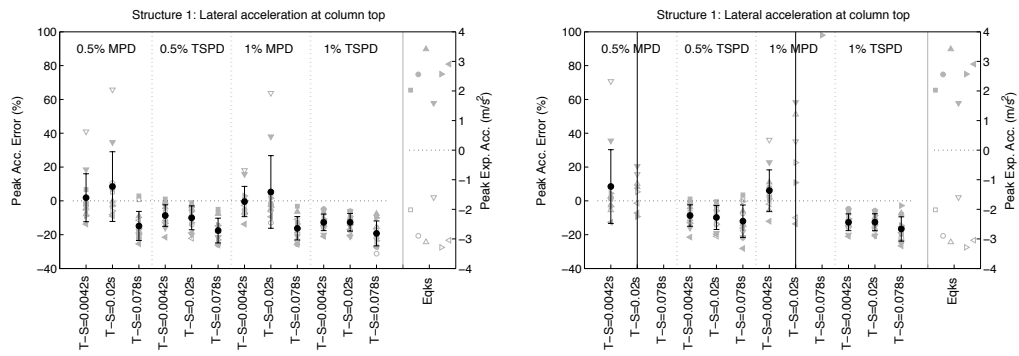 Structure 1: Lateral acceleration at column top
100
80
60
40
20
0
−20
−40
Peak Acc. Error (%)
0.5% MPD
0.5% TSPD
1% MPD
1% TSPD
4
3
2
1
0
−1
−2
−3
−4
Peak Exp. Acc. (m/s²)
T−S=0.0042s
T−S=0.02s
T−S=0.078s
T−S=0.0042s
T−S=0.02s
T−S=0.078s
T−S=0.0042s
T−S=0.02s
T−S=0.078s
T−S=0.0042s
T−S=0.02s
T−S=0.078s
Eqks
Structure 1: Lateral acceleration at column top
100
80
60
40
20
0
−20
−40
Peak Acc. Error (%)
0.5% MPD
0.5% TSPD
1% MPD
1% TSPD
4
3
2
1
0
−1
−2
−3
−4
Peak Exp. Acc. (m/s²)
T−S=0.0042s
T−S=0.02s
T−S=0.078s
T−S=0.0042s
T−S=0.02s
T−S=0.078s
T−S=0.0042s
T−S=0.02s
T−S=0.078s
T−S=0.0042s
T−S=0.02s
T−S=0.078s
Eqks